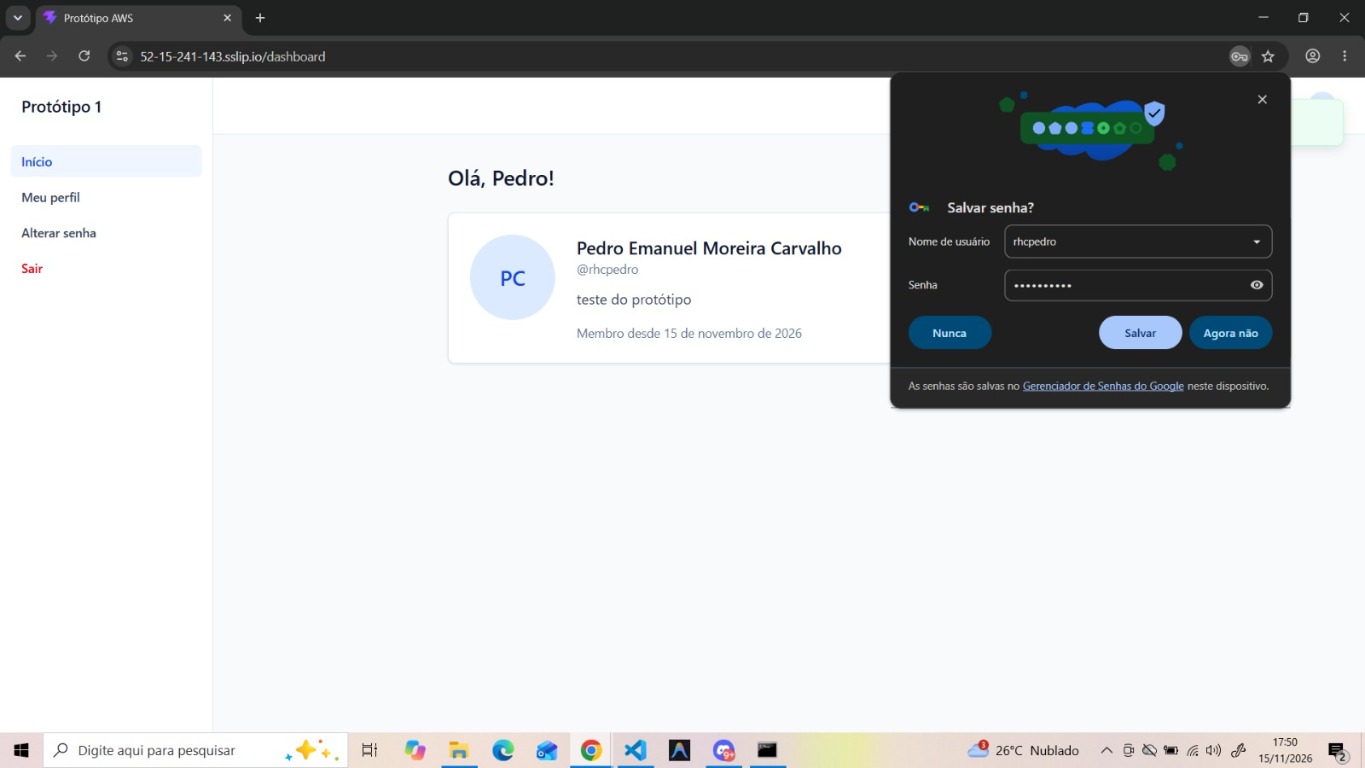 Protótipo AWS
52-15-241-143.sslip.io/dashboard
Protótipo 1
Início
Meu perfil
Alterar senha
Sair
Olá, Pedro!
PC
Pedro Emanuel Moreira Carvalho
@rhcpedro
teste do protótipo
Membro desde 15 de novembro de 2026
Salvar senha?
Nome de usuário rhcpedro
Senha ••••••••••
Nunca Salvar Agora não
As senhas são salvas no Gerenciador de Senhas do Google neste dispositivo.
Digite aqui para pesquisar
3
26°C Nublado
17:50
15/11/2026
2